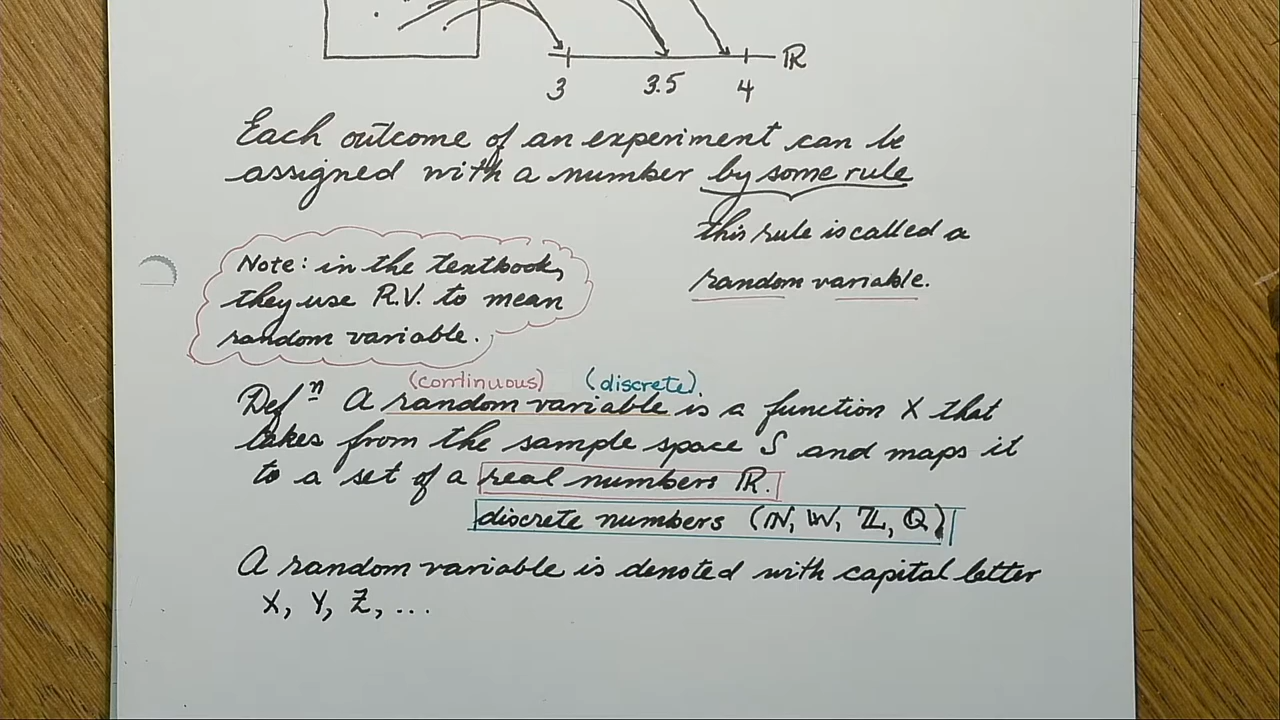 ℝ
3 3.5 4
Each outcome of an experiment can be
assigned with a number by some rule
this rule is called a
random variable.
Note: in the textbook,
they use R.V. to mean
random variable.
(continuous) (discrete).
Defⁿ A random variable is a function X that
takes from the sample space S and maps it
to a set of a real numbers ℝ.
discrete numbers (ℕ, 𝕎, ℤ, ℚ)
A random variable is denoted with capital letter
X, Y, Z, ...